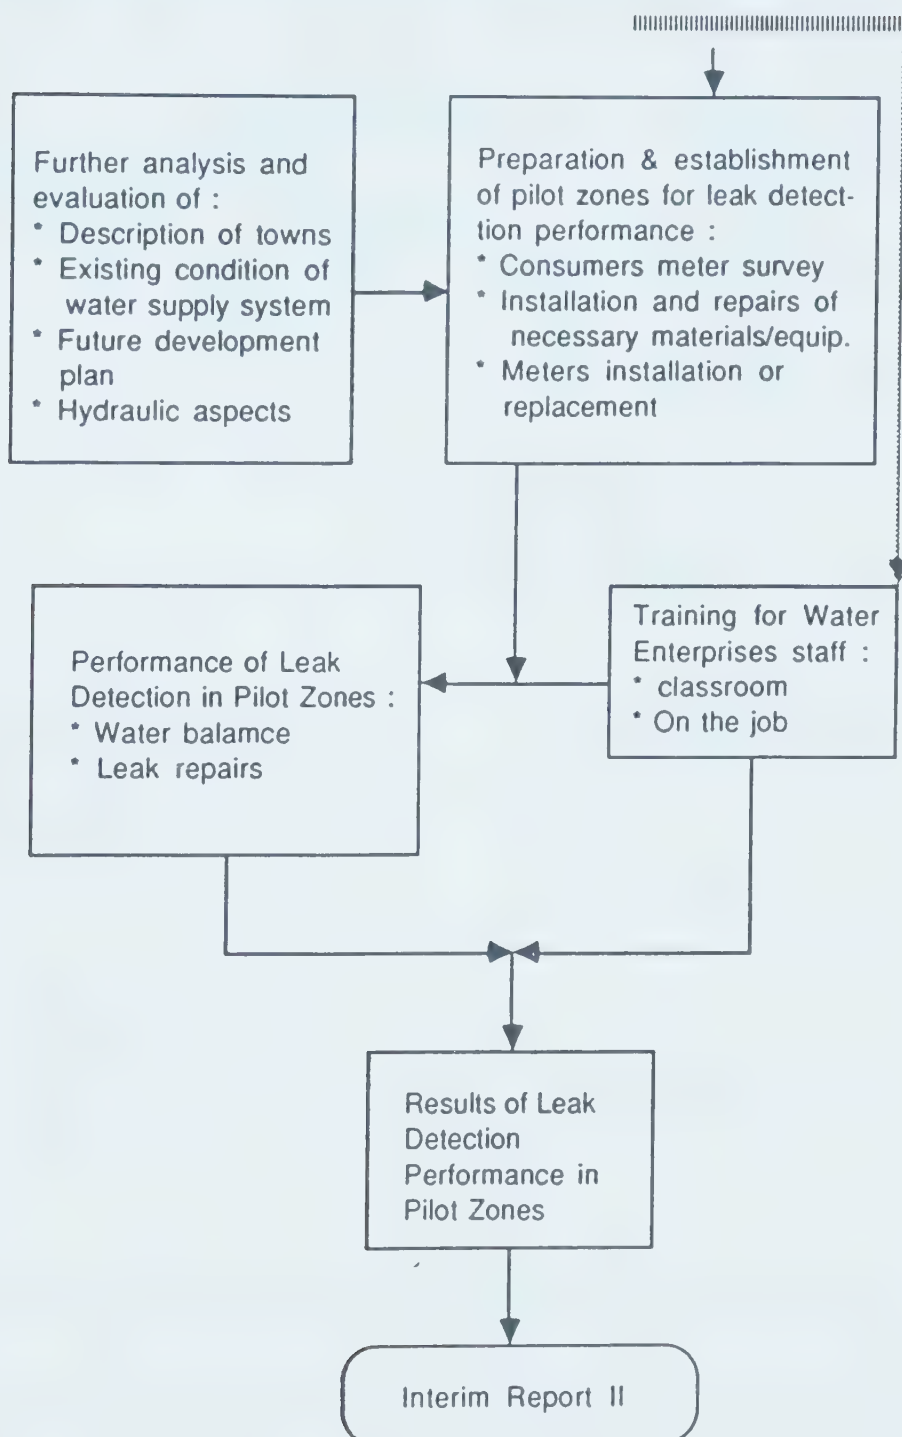 Further analysis and
evaluation of :
* Description of towns
* Existing condition of
water supply system
* Future development
plan
* Hydraulic aspects
Preparation & establishment
of pilot zones for leak detect-
tion performance :
* Consumers meter survey
* Installation and repairs of
necessary materials/equip.
* Meters installation or
replacement
Performance of Leak
Detection in Pilot Zones :
* Water balamce
* Leak repairs
Training for Water
Enterprises staff :
* classroom
* On the job
Results of Leak
Detection
Performance in
Pilot Zones
Interim Report II